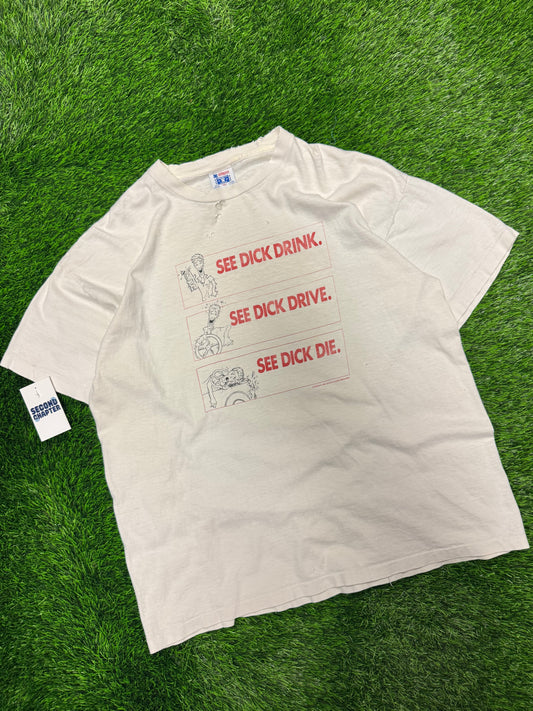 SEE DICK DRINK.
SEE DICK DRIVE.
SEE DICK DIE.
SECOND
CHAPTER